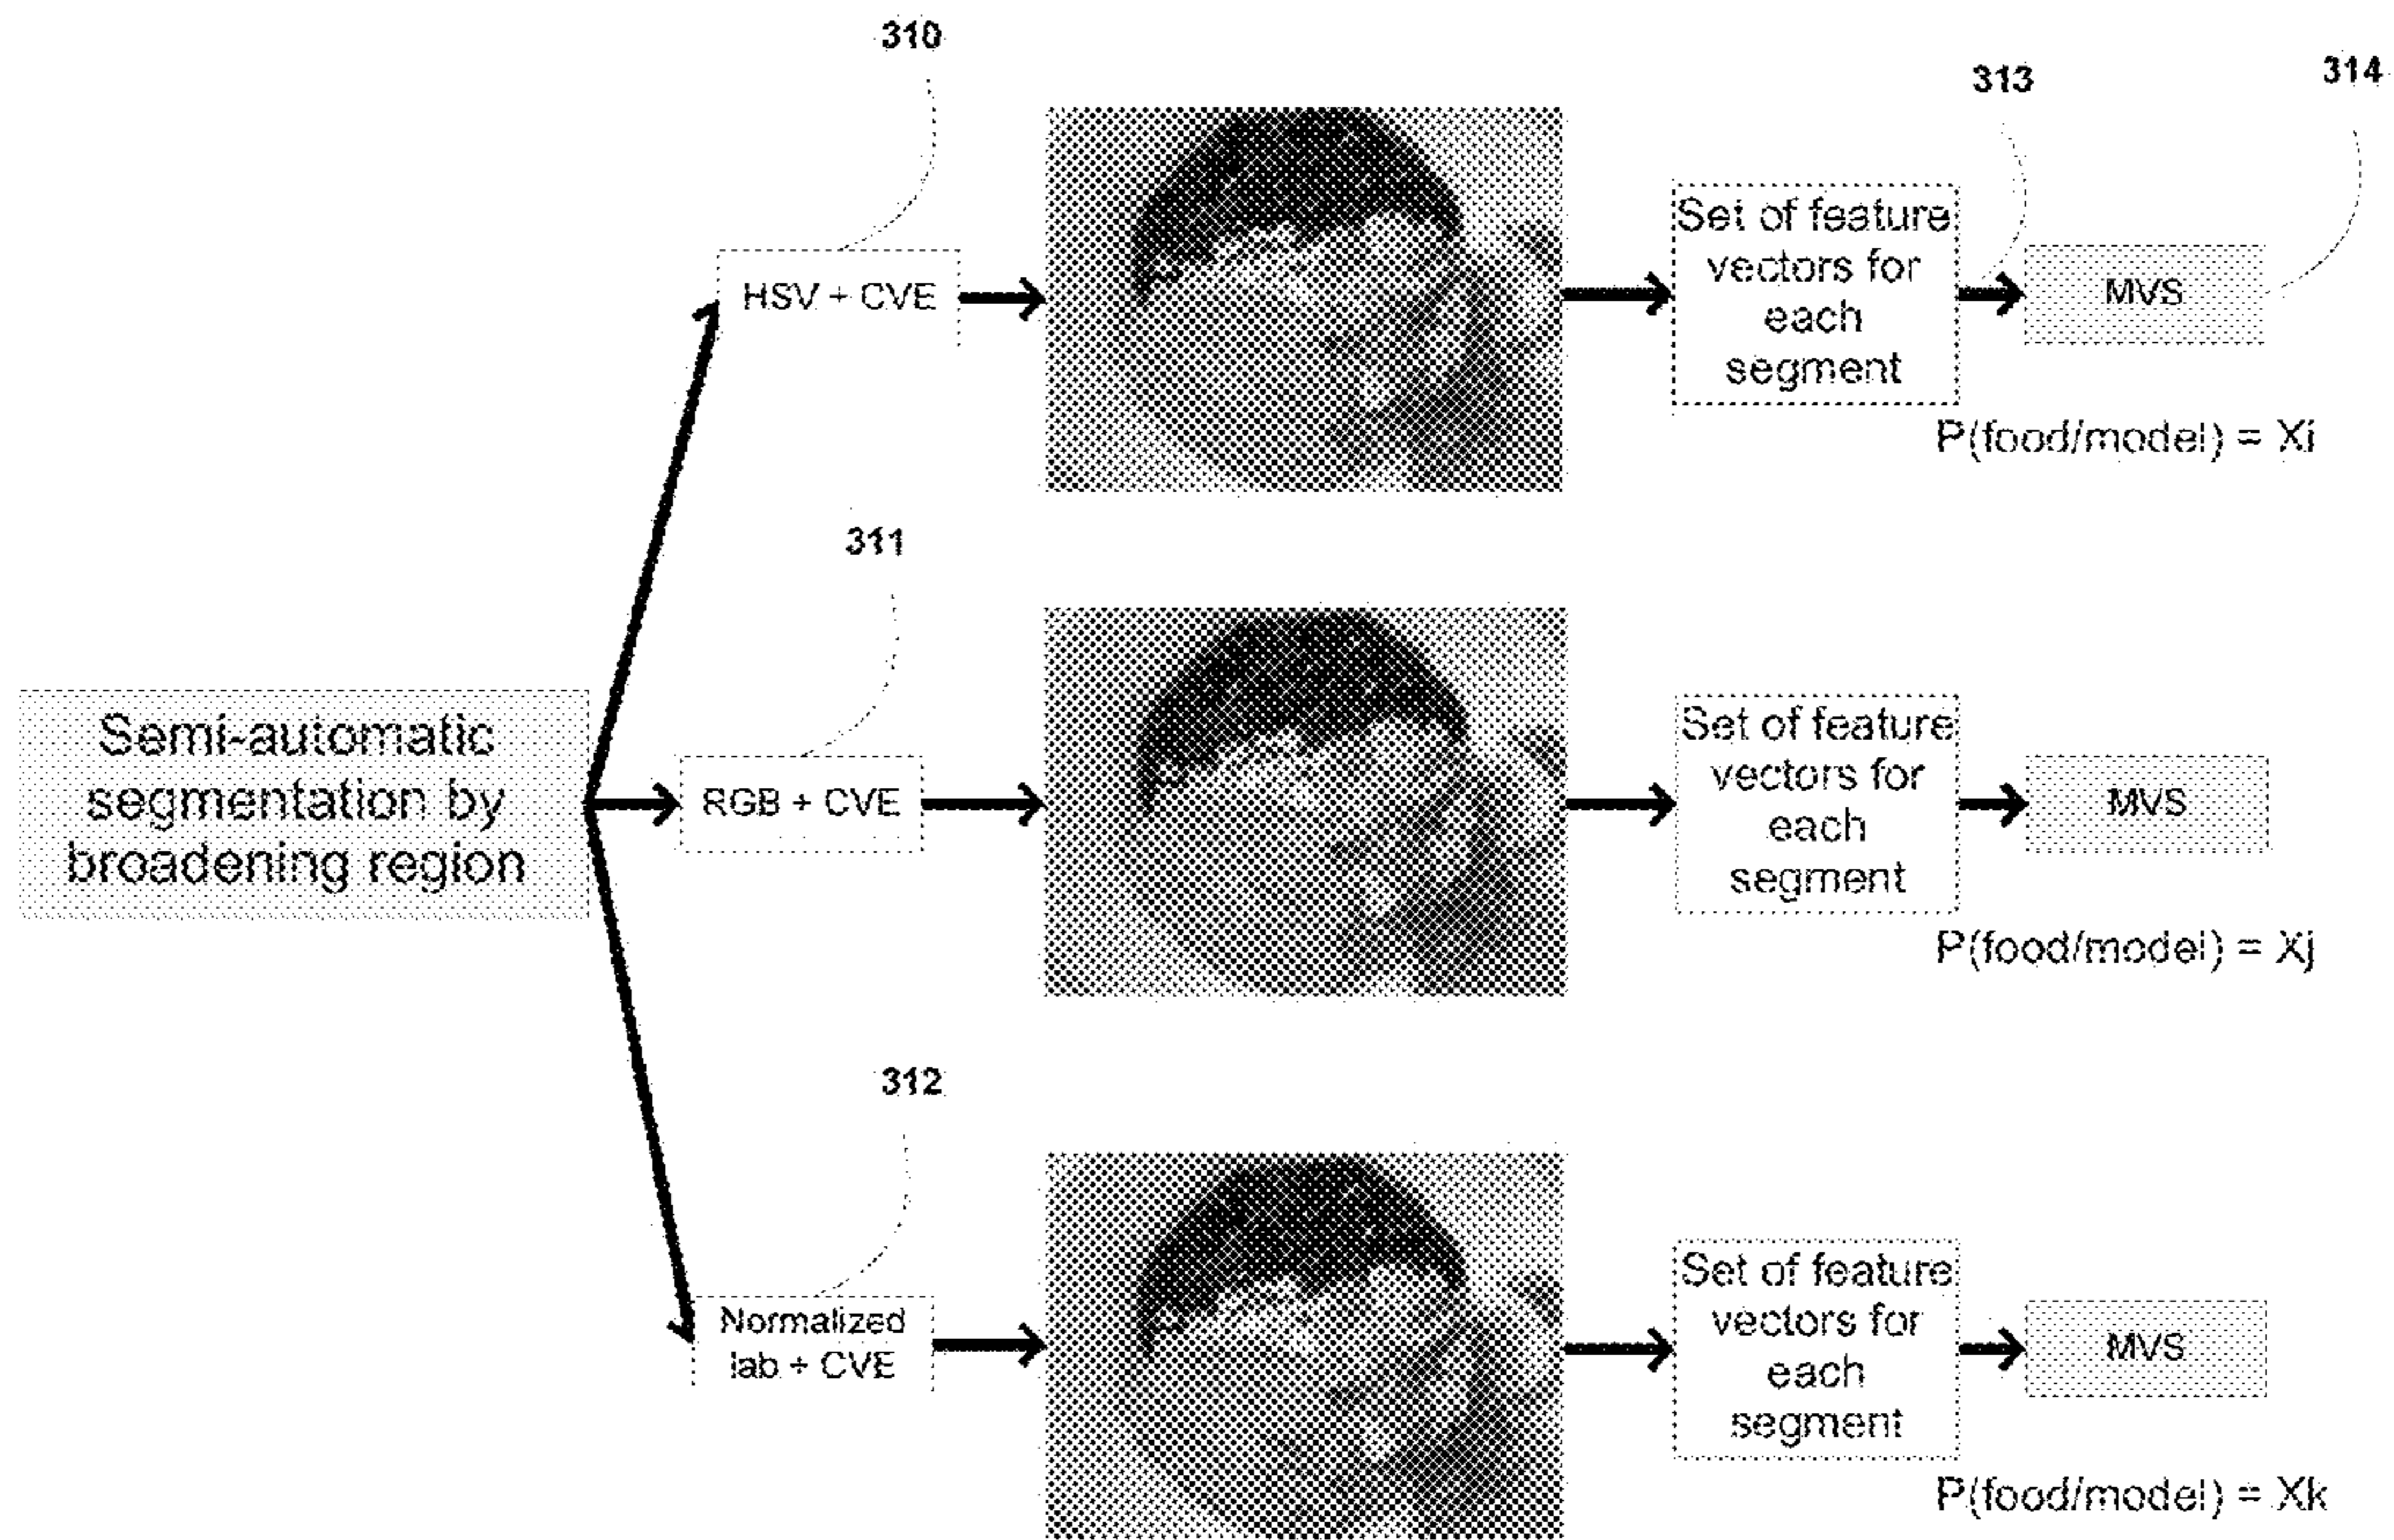 310
313
314
HSV + CVE
Set of feature
vectors for
each
segment
MVS
P(food/model) = Xi
311
Semi-automatic
segmentation by
broadening region
RGB + CVE
Set of feature
vectors for
each
segment
MVS
P(food/model) = Xj
312
Normalized
lab + CVE
Set of feature
vectors for
each
segment
MVS
P(food/model) = Xk